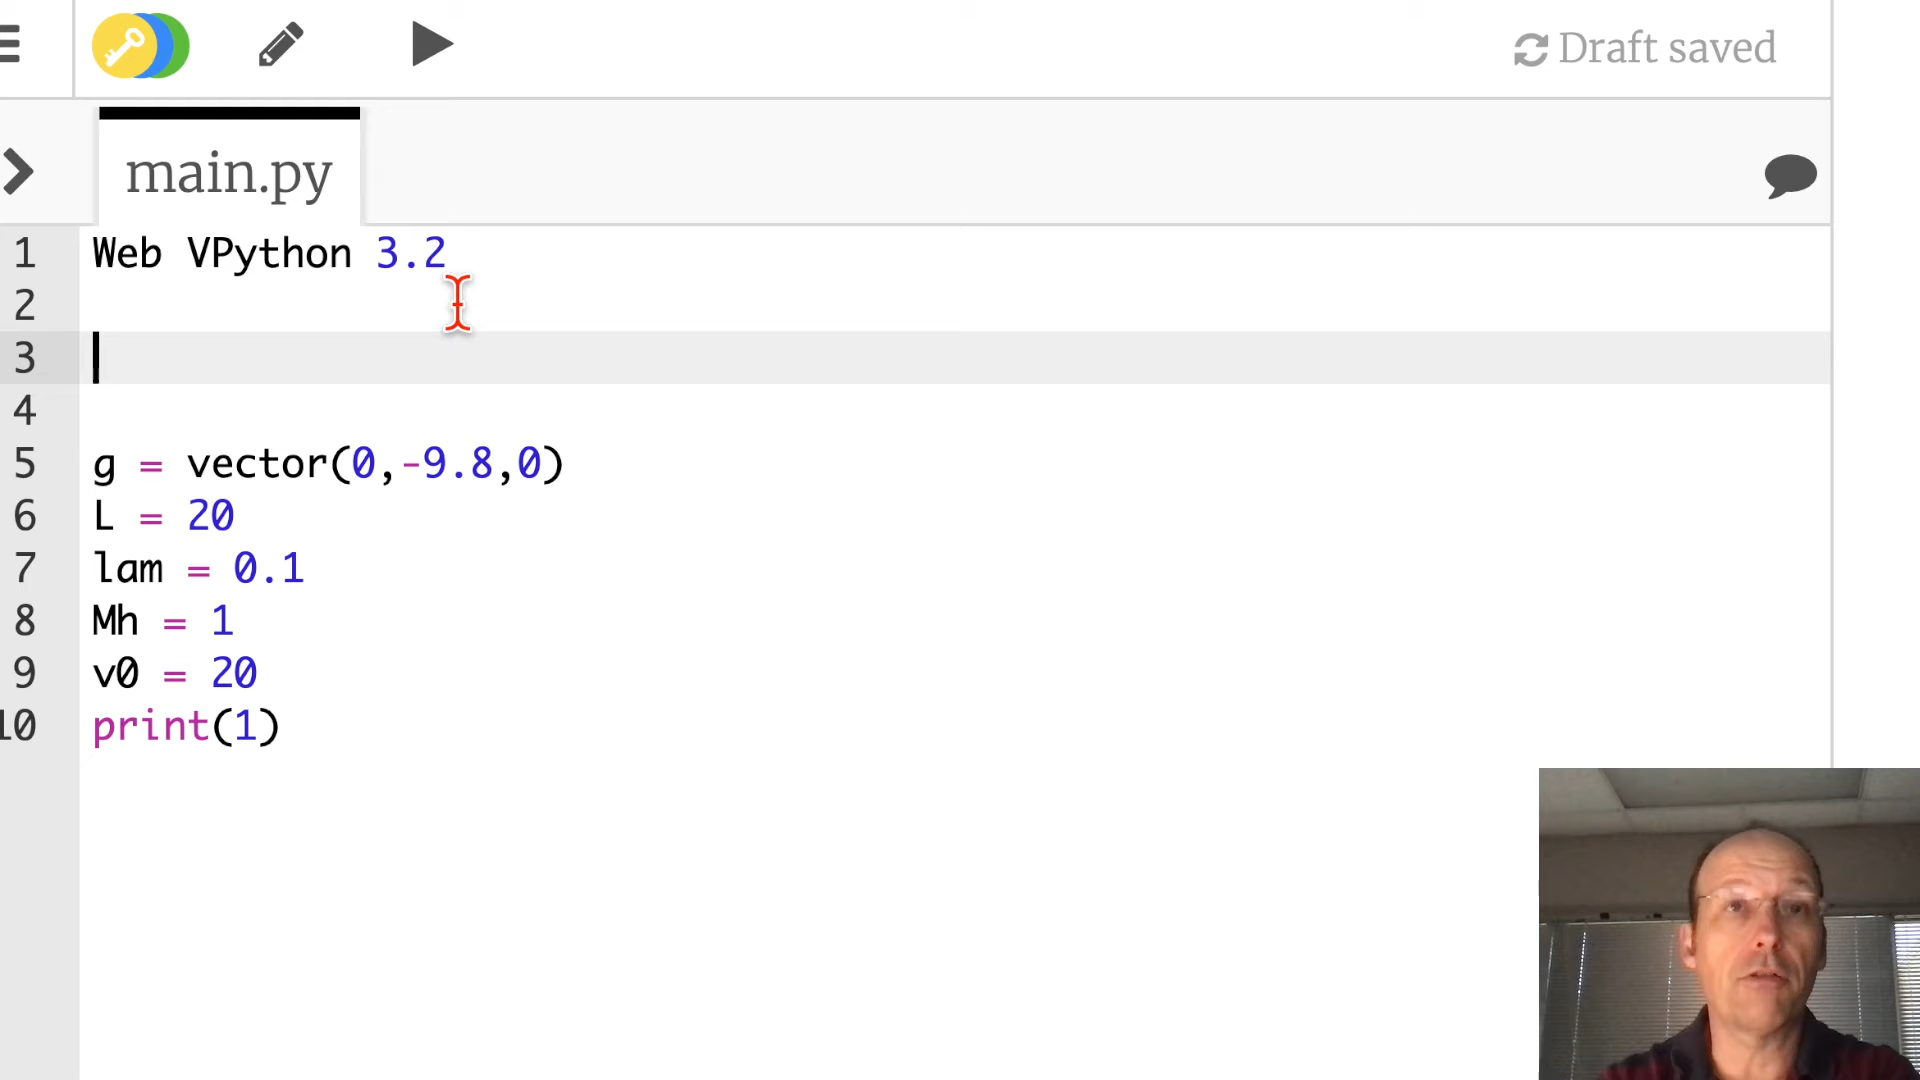 Draft saved
main.py
1 Web VPython 3.2
2
3
4
5 g = vector(0,-9.8,0)
6 L = 20
7 lam = 0.1
8 Mh = 1
9 v0 = 20
10 print(1)